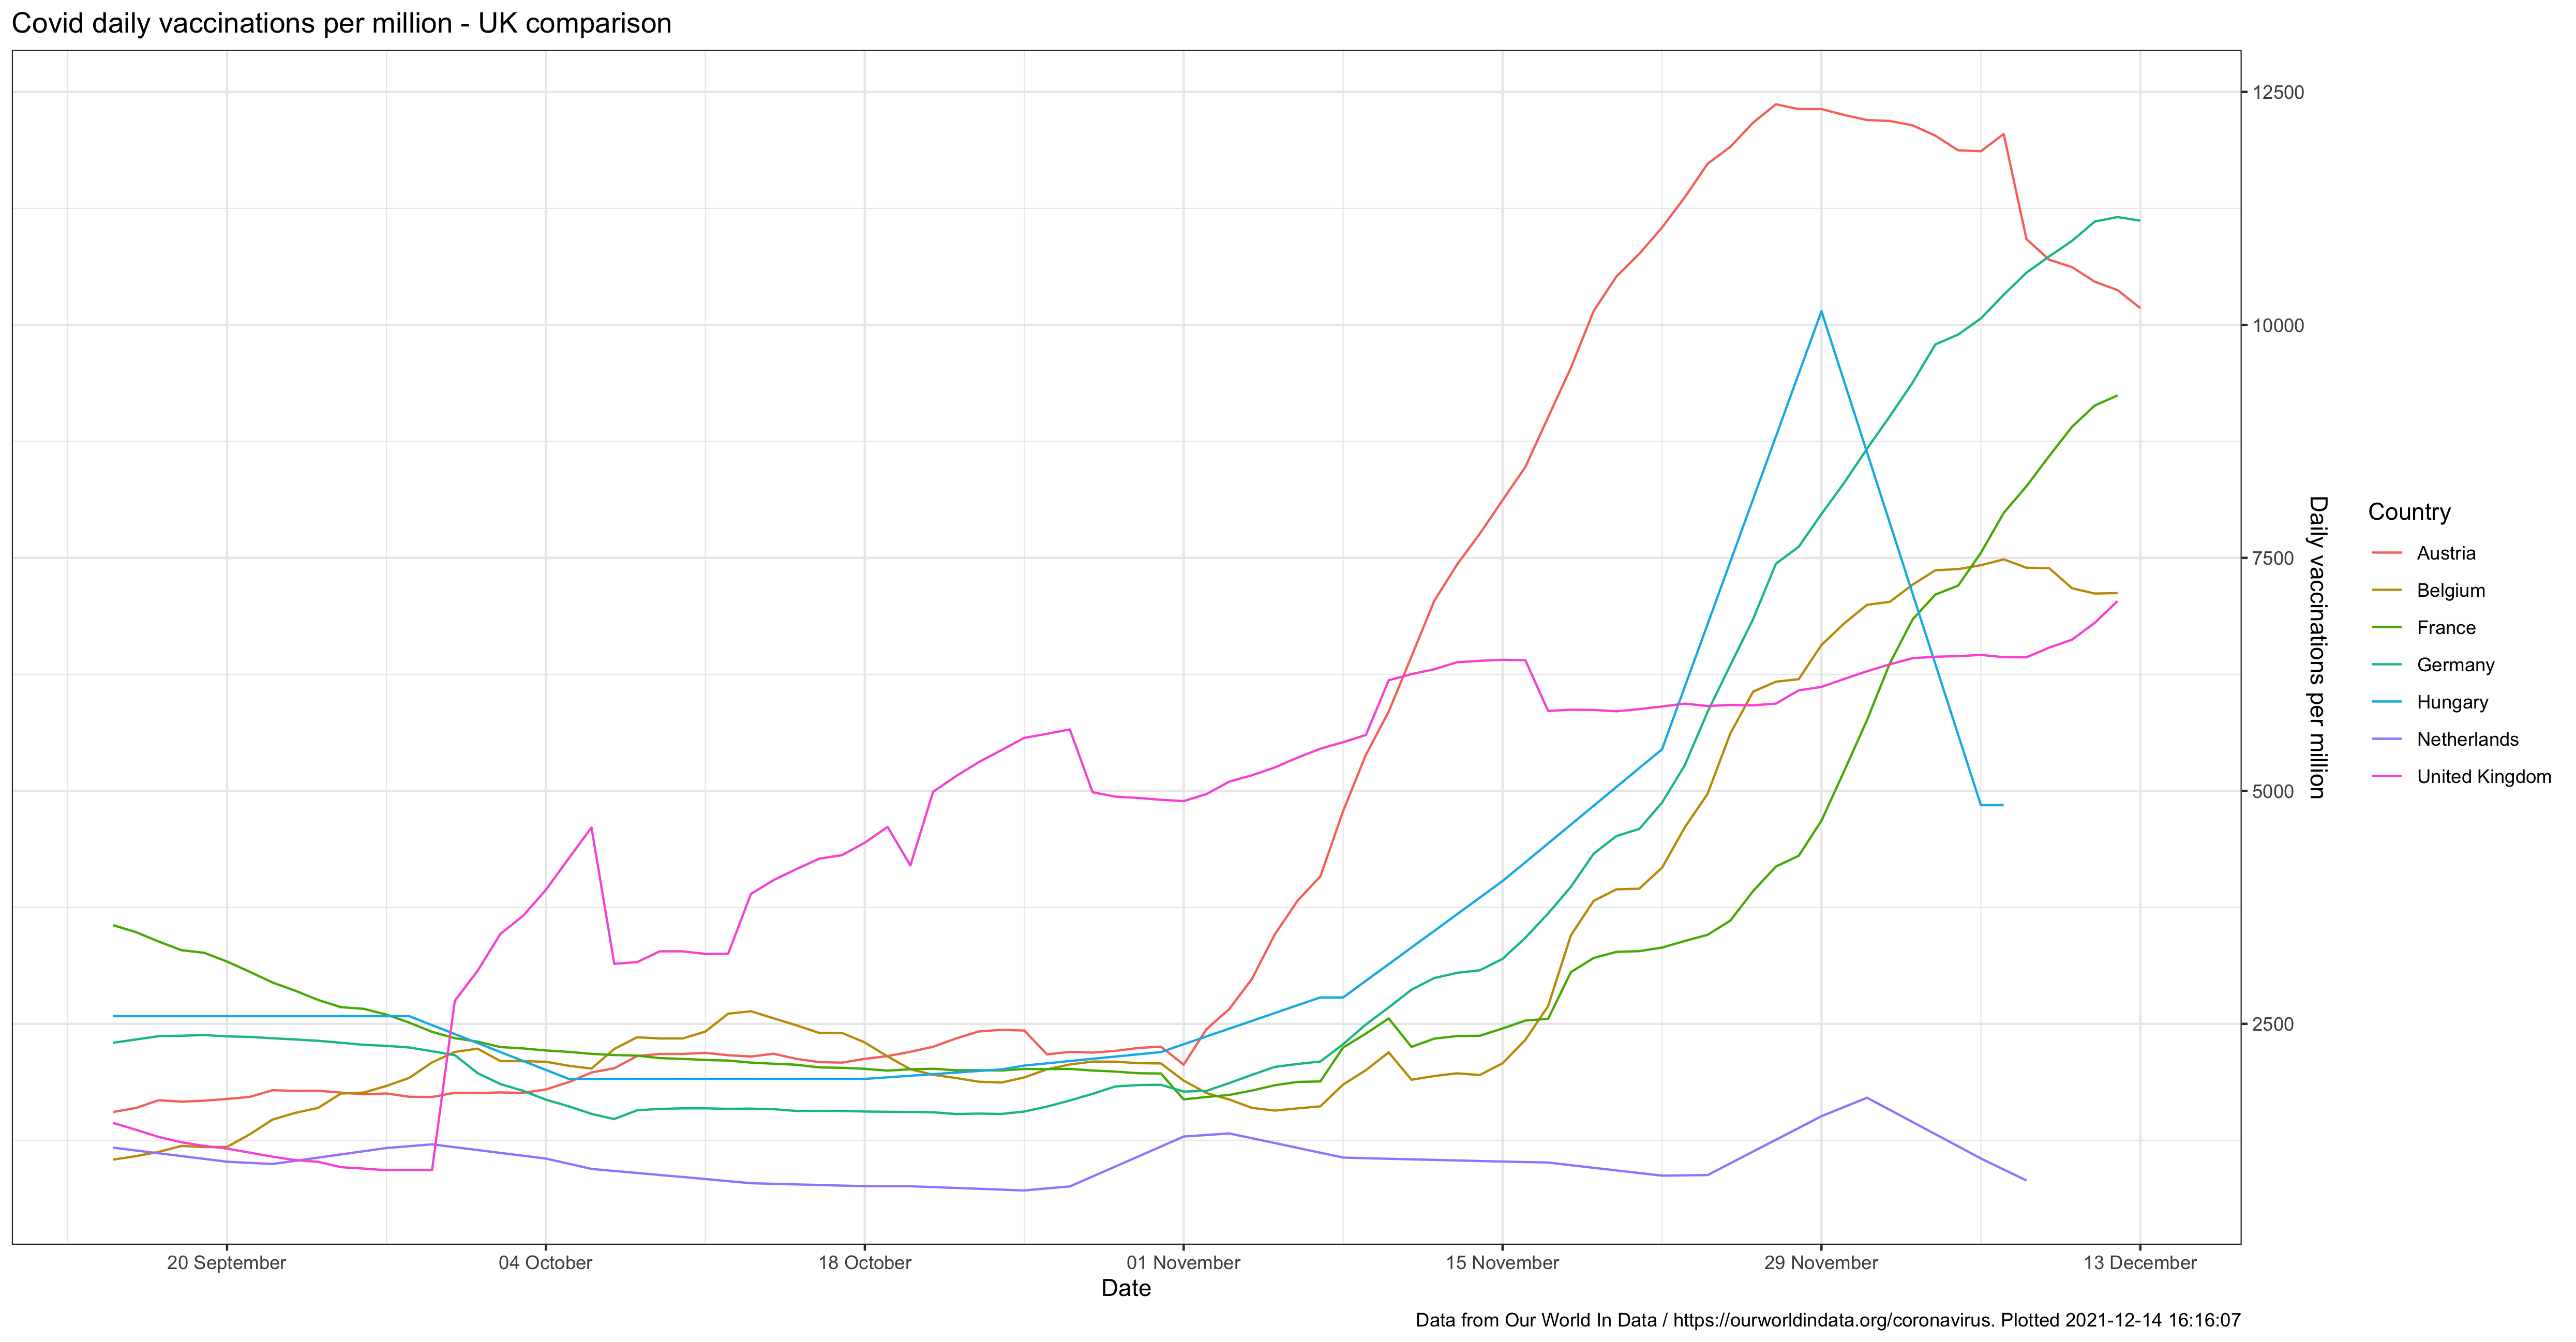 Covid daily vaccinations per million - UK comparison
12500
10000
7500
5000
2500
Daily vaccinations per million
Country
Austria
Belgium
France
Germany
Hungary
Netherlands
United Kingdom
20 September
04 October
18 October
01 November
15 November
29 November
13 December
Date
Data from Our World In Data / https://ourworldindata.org/coronavirus. Plotted 2021-12-14 16:16:07